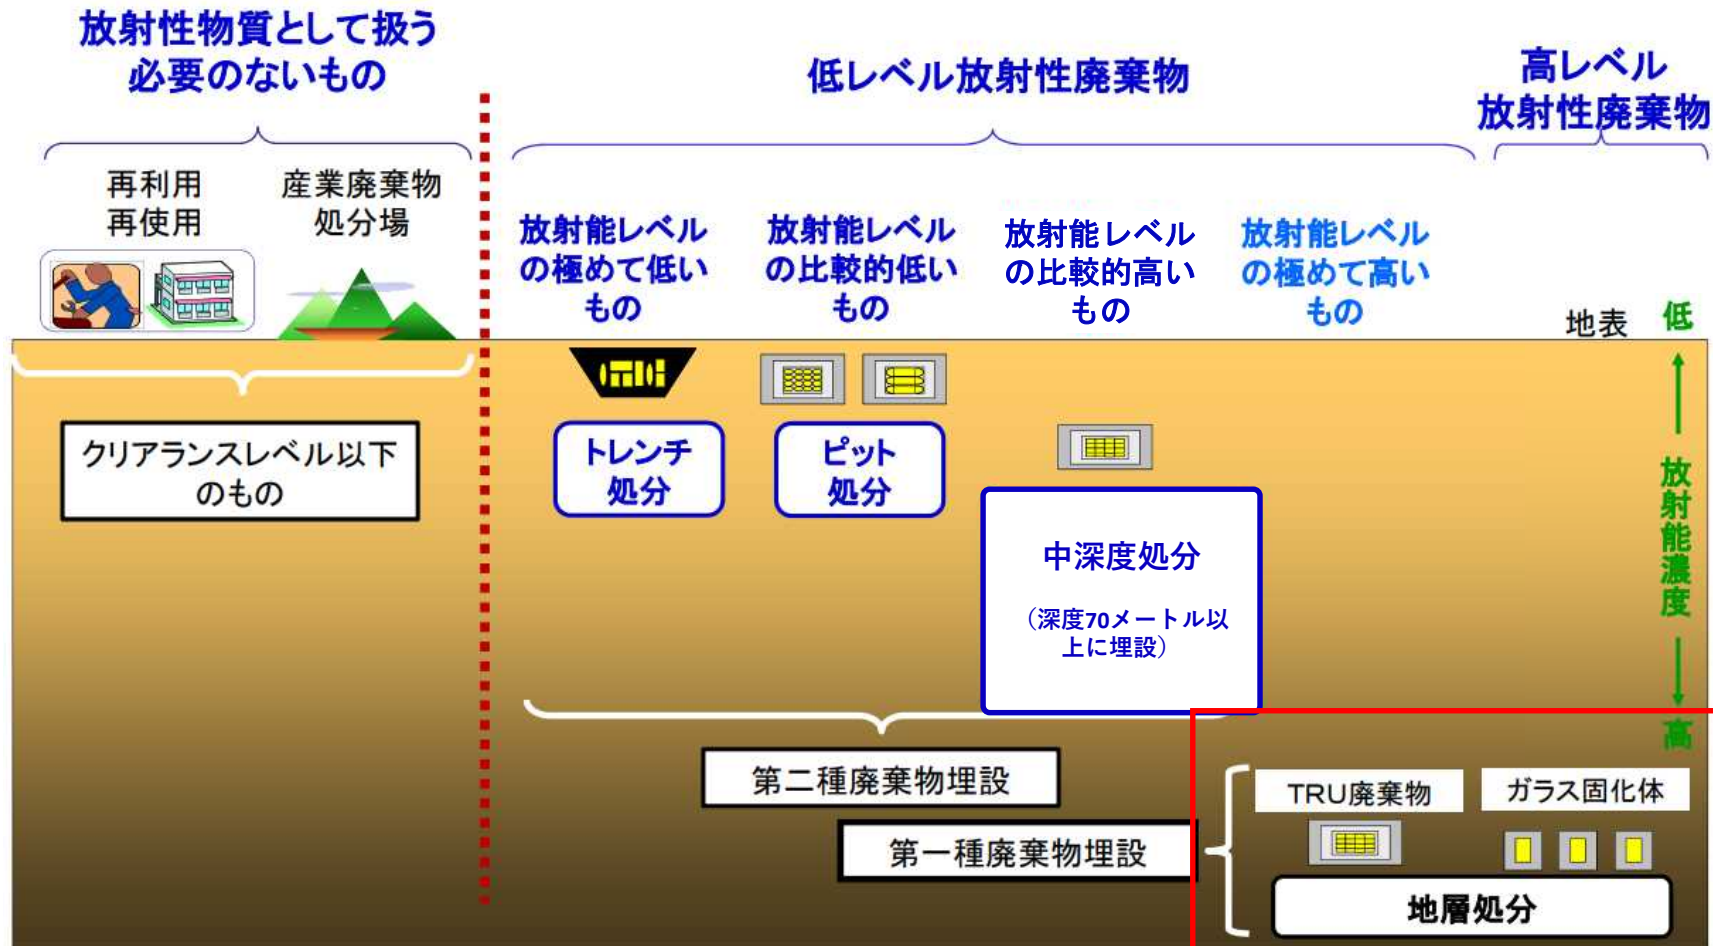 放射性物質として扱う
必要のないもの
低レベル放射性廃棄物
高レベル
放射性廃棄物
再利用
再使用
産業廃棄物
処分場
放射能レベル
の極めて低い
もの
放射能レベル
の比較的低い
もの
放射能レベル
の比較的高い
もの
放射能レベル
の極めて高い
もの
地表
低
クリアランスレベル以下
のもの
トレンチ
処分
ピット
処分
中深度処分
（深度70メートル以
上に埋設）
放射能濃度
高
第二種廃棄物埋設
第一種廃棄物埋設
TRU廃棄物
ガラス固化体
地層処分